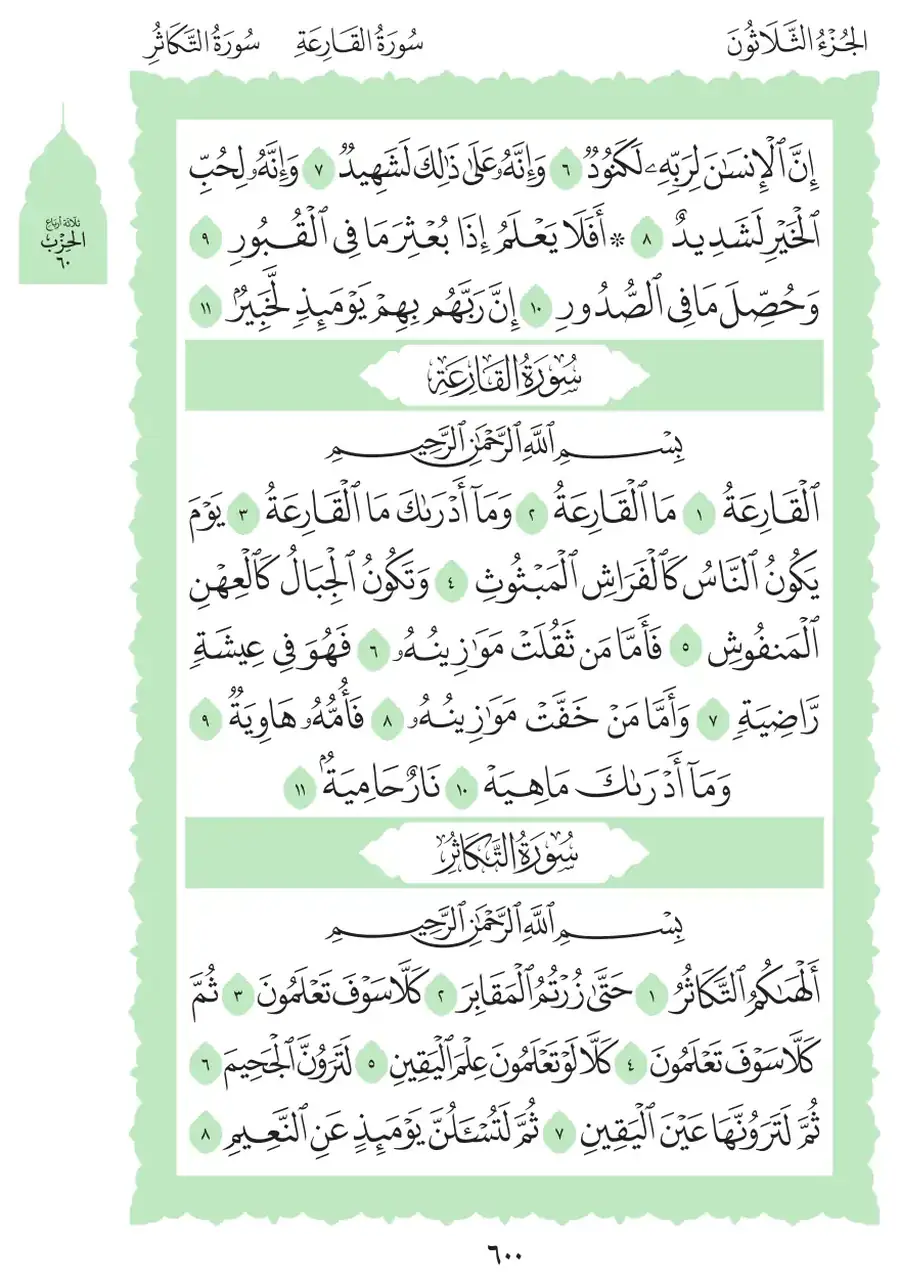 الجُزْءُ الثَّلَاثُونَ سُورَةُ القَارِعَةِ سُورَةُ التَّكَاثُرِ
ثلاثة أرباع
الحِزْب
٦٠
إِنَّ ٱلْإِنسَٰنَ لِرَبِّهِۦ لَكَنُودٌ ٦ وَإِنَّهُۥ عَلَىٰ ذَٰلِكَ لَشَهِيدٌ ٧ وَإِنَّهُۥ لِحُبِّ
ٱلْخَيْرِ لَشَدِيدٌ ٨ ۞ أَفَلَا يَعْلَمُ إِذَا بُعْثِرَ مَا فِى ٱلْقُبُورِ ٩
وَحُصِّلَ مَا فِى ٱلصُّدُورِ ١٠ إِنَّ رَبَّهُم بِهِمْ يَوْمَئِذٍ لَّخَبِيرٌۢ ١١
سُورَةُ القَارِعَةِ
بِسْمِ ٱللَّهِ ٱلرَّحْمَٰنِ ٱلرَّحِيمِ
ٱلْقَارِعَةُ ١ مَا ٱلْقَارِعَةُ ٢ وَمَآ أَدْرَىٰكَ مَا ٱلْقَارِعَةُ ٣ يَوْمَ
يَكُونُ ٱلنَّاسُ كَٱلْفَرَاشِ ٱلْمَبْثُوثِ ٤ وَتَكُونُ ٱلْجِبَالُ كَٱلْعِهْنِ
ٱلْمَنفُوشِ ٥ فَأَمَّا مَن ثَقُلَتْ مَوَٰزِينُهُۥ ٦ فَهُوَ فِى عِيشَةٍ
رَّاضِيَةٍ ٧ وَأَمَّا مَنْ خَفَّتْ مَوَٰزِينُهُۥ ٨ فَأُمُّهُۥ هَاوِيَةٌ ٩
وَمَآ أَدْرَىٰكَ مَا هِيَهْ ١٠ نَارٌ حَامِيَةٌۢ ١١
سُورَةُ التَّكَاثُرِ
بِسْمِ ٱللَّهِ ٱلرَّحْمَٰنِ ٱلرَّحِيمِ
أَلْهَىٰكُمُ ٱلتَّكَاثُرُ ١ حَتَّىٰ زُرْتُمُ ٱلْمَقَابِرَ ٢ كَلَّا سَوْفَ تَعْلَمُونَ ٣ ثُمَّ
كَلَّا سَوْفَ تَعْلَمُونَ ٤ كَلَّا لَوْ تَعْلَمُونَ عِلْمَ ٱلْيَقِينِ ٥ لَتَرَوُنَّ ٱلْجَحِيمَ ٦
ثُمَّ لَتَرَوُنَّهَا عَيْنَ ٱلْيَقِينِ ٧ ثُمَّ لَتُسْـَٔلُنَّ يَوْمَئِذٍ عَنِ ٱلنَّعِيمِ ٨
٦٠٠